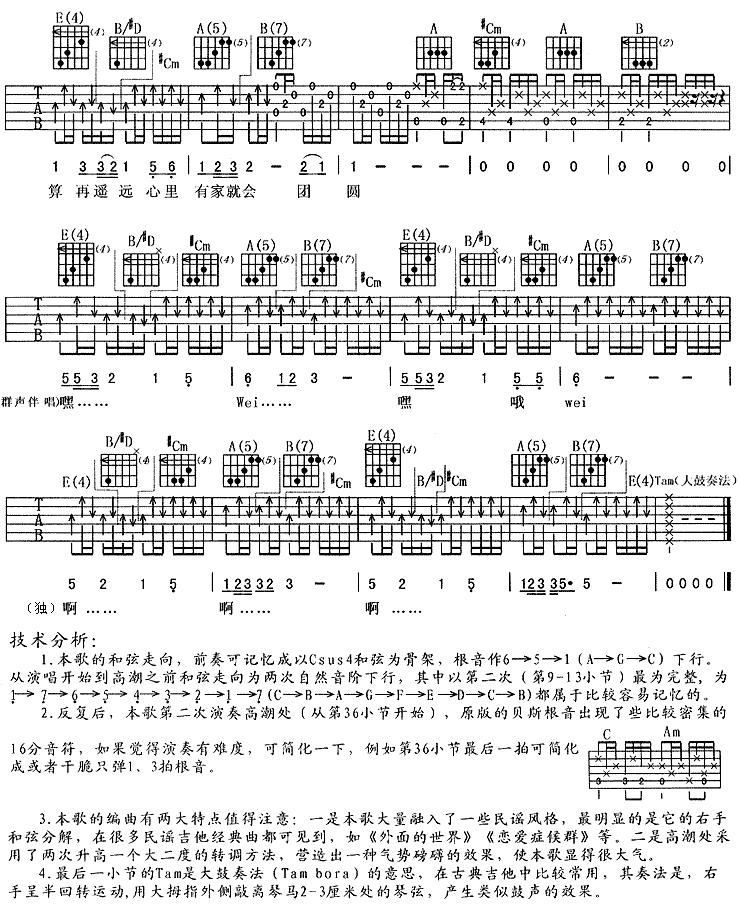 E(4) B/#D #Cm A(5) B(7) A #Cm A B
(4) (4) (5) (7) (4) (2)
T A B
1 3 3 2 1 5 6 | 1 2 3 2 - 2 1 | 1 - - - | 0 0 0 0 | 0 0 0 0 |
算 再遥 远 心里 有家就会 团 圆
E(4) B/#D #Cm A(5) B(7) #Cm E(4) B/#D #Cm A(5) B(7)
T A B
5 5 3 2 1 5 | 6 1 2 3 - | 5 5 3 2 1 5 5 | 6 - - - |
群声伴 唱)嘿…… Wei…… 嘿 哦 wei
E(4) B/#D #Cm A(5) B(7) #Cm E(4) B/#D #Cm A(5) B(7) E(4)Tam(人鼓奏法)
T A B
5 2 1 5 | 1 2 3 3 2 3 - | 5 2 1 5 | 1 2 3 3 5• 5 - | 0 0 0 0 ||
(独) 啊…… 啊…… 啊……
技术分析:
1.本歌的和弦走向，前奏可记忆成以Csus4和弦为骨架，根音作6→5→1(A→G→C)下行。
从演唱开始到高潮之前和弦走向为两次自然音阶下行，其中以第二次（第9-13小节）最为完整，为
1→7→6→5→4→3→2→1→7(C→B→A→G→F→E→D→C→B)都属于比较容易记忆的。
2.反复后，本歌第二次演奏高潮处（从第36小节开始），原版的贝斯根音出现了些比较密集的
16分音符，如果觉得演奏有难度，可简化一下，例如第36小节最后一拍可简化
成或者干脆只弹1、3拍根音。
C Am
3.本歌的编曲有两大特点值得注意：一是本歌大量融入了一些民谣风格，最明显的是它的右手
和弦分解，在很多民谣吉他经典曲都可见到，如《外面的世界》《恋爱症候群》等。二是高潮处采
用了两次升高一个大二度的转调方法，营造出一种气势磅礴的效果，使本歌显得很大气。
4.最后一小节的Tam是大鼓奏法（Tam bora）的意思，在古典吉他中比较常用，其奏法是，右
手呈半回转运动,用大拇指外侧敲离琴马2-3厘米处的琴弦，产生类似鼓声的效果。